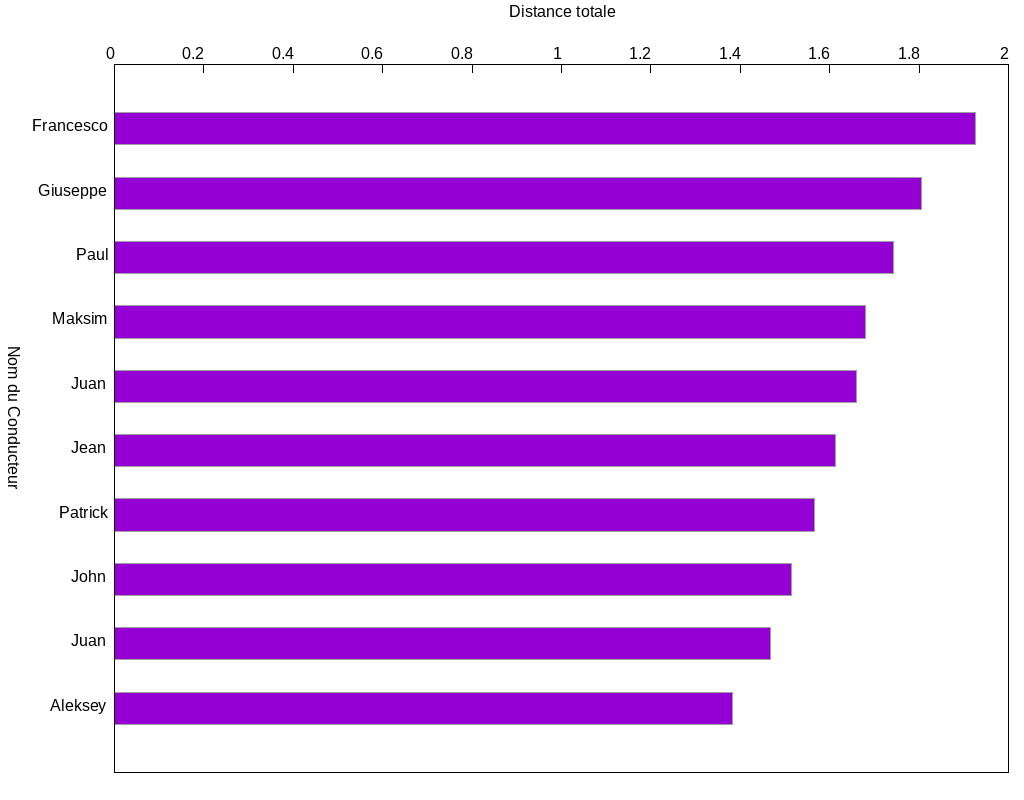 Distance totale
0 0.2 0.4 0.6 0.8 1 1.2 1.4 1.6 1.8 2
Francesco
Giuseppe
Paul
Maksim
Juan
Jean
Patrick
John
Juan
Aleksey
Nom du Conducteur